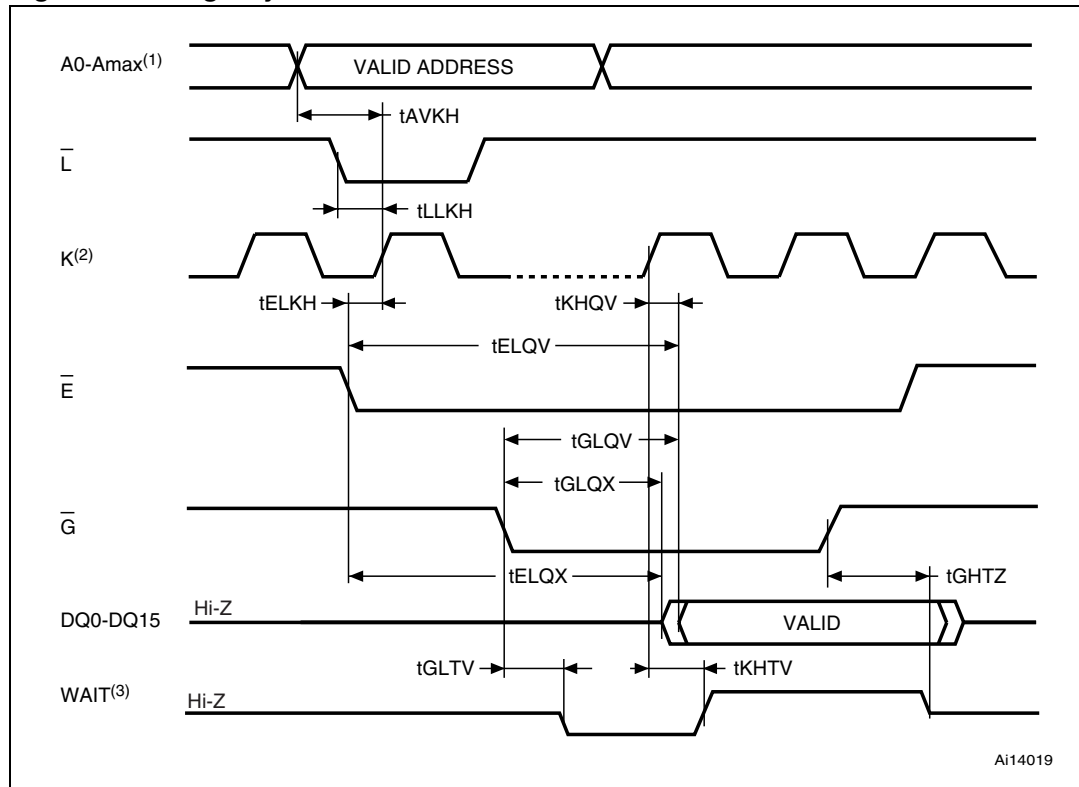 A0-Amax(1)
VALID ADDRESS
tAVKH
L
tLLKH
K(2)
tELKH
tKHQV
tELQV
E
tGLQV
tGLQX
G
tELQX
tGHTZ
Hi-Z
DQ0-DQ15
VALID
tGLTV
tKHTV
WAIT(3)
Hi-Z
Ai14019